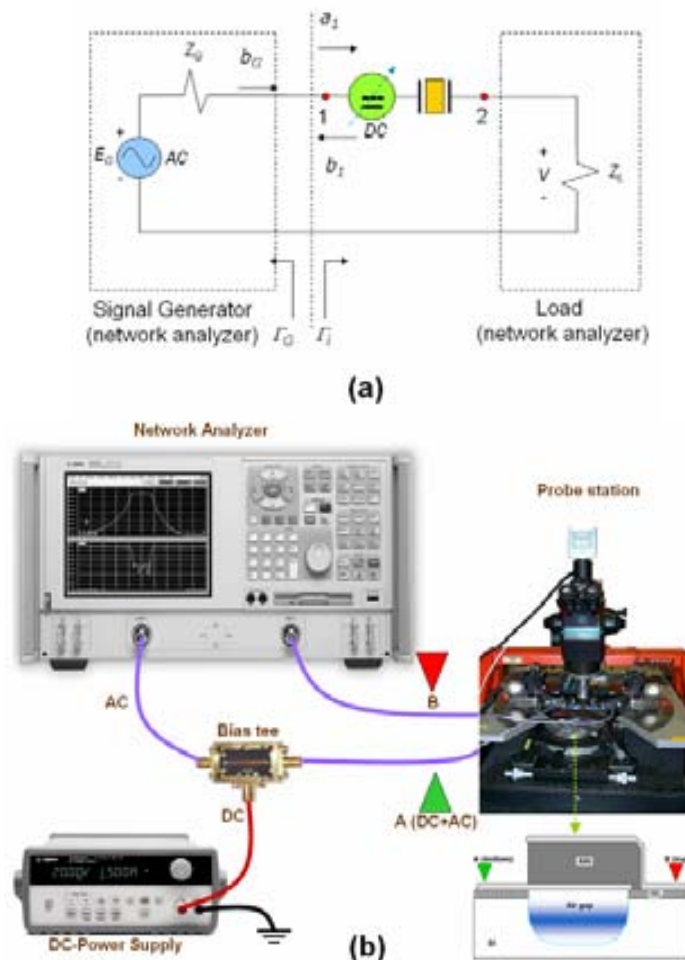 a1
ZG
bG
1
2
DC
EG
+
AC
-
b1
+
V
-
ZL
Signal Generator
(network analyzer)
ΓG
Γi
Load
(network analyzer)
(a)
Network Analyzer
Probe station
AC
B
Bias tee
DC
A (DC+AC)
Air gap
DC-Power Supply
(b)